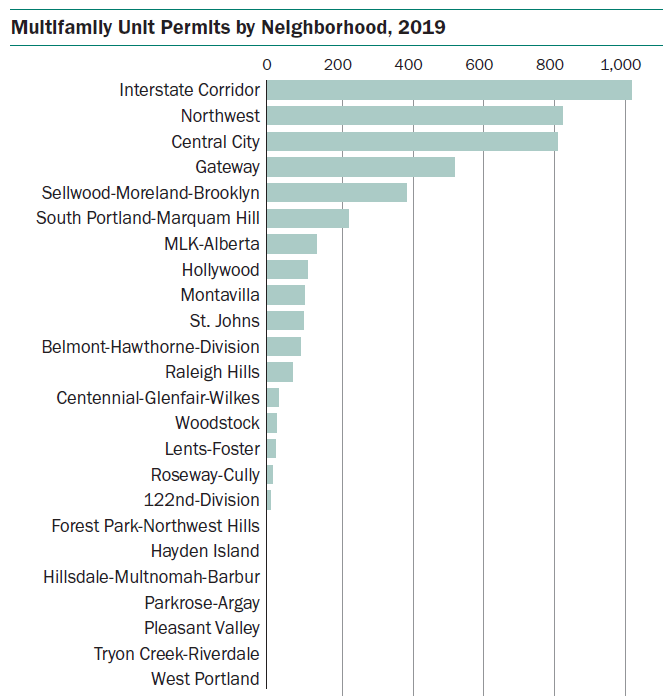 Multifamily Unit Permits by Neighborhood, 2019
0 200 400 600 800 1,000
Interstate Corridor
Northwest
Central City
Gateway
Sellwood-Moreland-Brooklyn
South Portland-Marquam Hill
MLK-Alberta
Hollywood
Montavilla
St. Johns
Belmont-Hawthorne-Division
Raleigh Hills
Centennial-Glenfair-Wilkes
Woodstock
Lents-Foster
Roseway-Cully
122nd-Division
Forest Park-Northwest Hills
Hayden Island
Hillsdale-Multnomah-Barbur
Parkrose-Argay
Pleasant Valley
Tryon Creek-Riverdale
West Portland